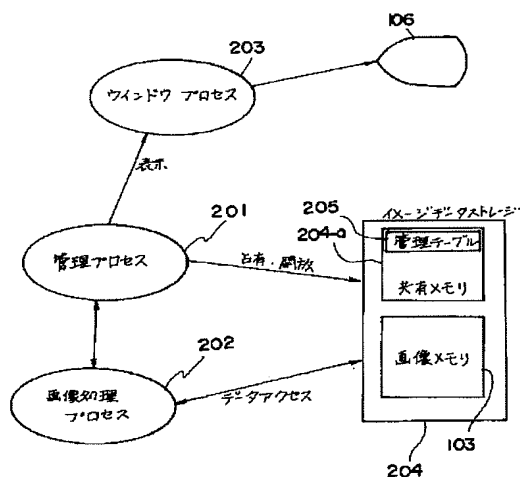 106
203
ウインドウ プロセス
表示
201
管理プロセス
占有・開放
202
画像処理
プロセス
データアクセス
イメージデータストレージ
205
204-a
管理テーブル
共有メモリ
画像メモリ
103
204